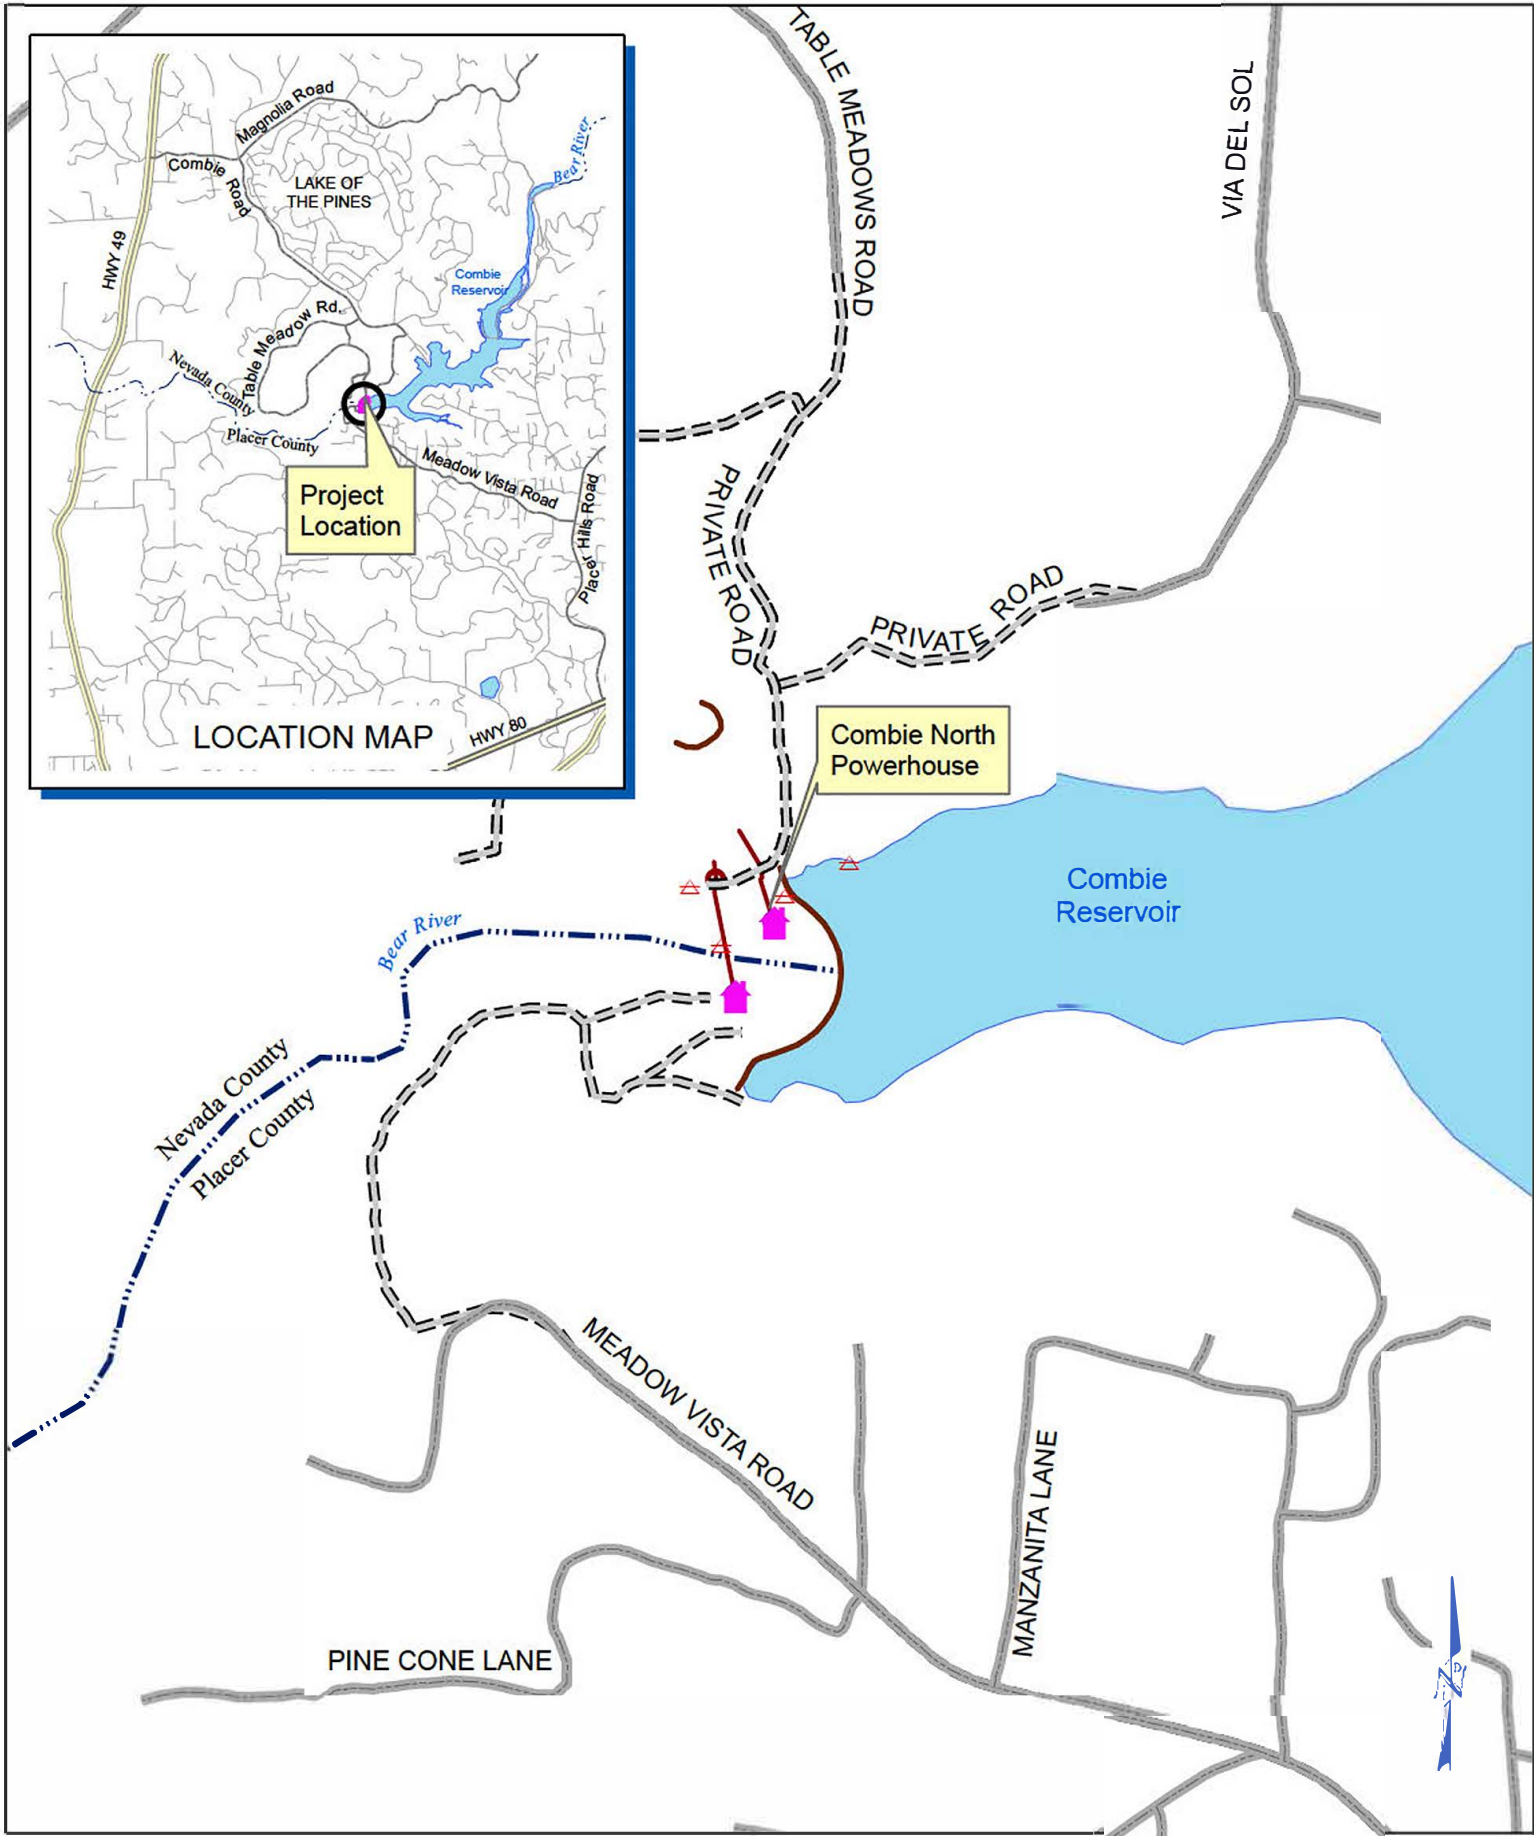 Magnolia Road
Combie Road
LAKE OF
THE PINES
Bear River
HWY 49
Combie
Reservoir
Table Meadow Rd.
Nevada County
Placer County
Meadow Vista Road
Placer Hills Road
Project
Location
LOCATION MAP
HWY 80
TABLE MEADOWS ROAD
VIA DEL SOL
PRIVATE ROAD
PRIVATE ROAD
Combie North
Powerhouse
Combie
Reservoir
Bear River
Nevada County
Placer County
MEADOW VISTA ROAD
MANZANITA LANE
PINE CONE LANE